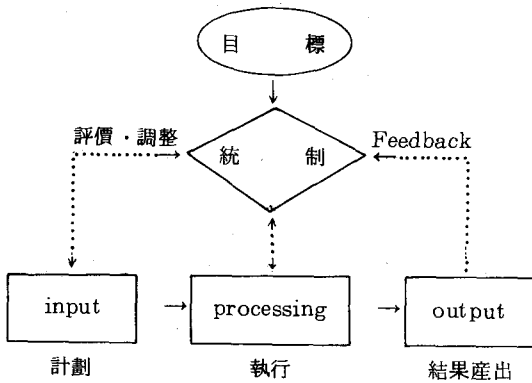 目 標
評價·調整
統 制
Feedback
input
processing
output
計劃
執行
結果産出